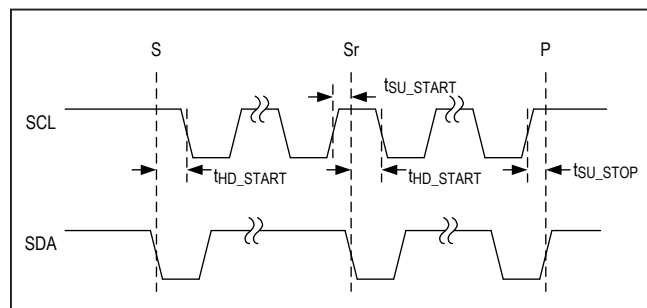 S Sr P
tSU_START
SCL
tHD_START tHD_START tSU_STOP
SDA